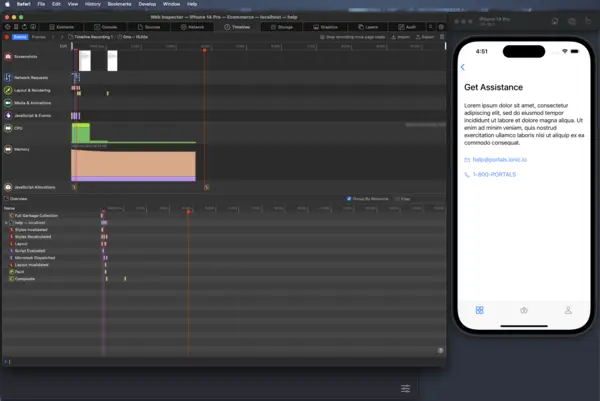 Safari File Edit View History Bookmarks Develop Window Help
Web Inspector — iPhone 14 Pro — Ecommerce — localhost — help
Elements Console Sources Network Timelines Storage Graphics Layers Audit
Events Frames Timeline Recording 1
Stop recording once page loads Import Export
Edit
Screenshots
Network Requests
Layout & Rendering
Media & Animations
JavaScript & Events
CPU
Memory
JavaScript Allocations
Overview
Group By Resource Filter
Name
Full Garbage Collection
help — localhost
Styles Invalidated
Styles Recalculated
Layout
Script Evaluated
Microtask Dispatched
Layout Invalidated
Paint
Composite
iPhone 14 Pro
4:51
Get Assistance
Lorem ipsum dolor sit amet, consectetur
adipiscing elit, sed do eiusmod tempor
incididunt ut labore et dolore magna aliqua. Ut
enim ad minim veniam, quis nostrud
exercitation ullamco laboris nisi ut aliquip ex ea
commodo consequat.
help@portals.ionic.io
1-800-PORTALS